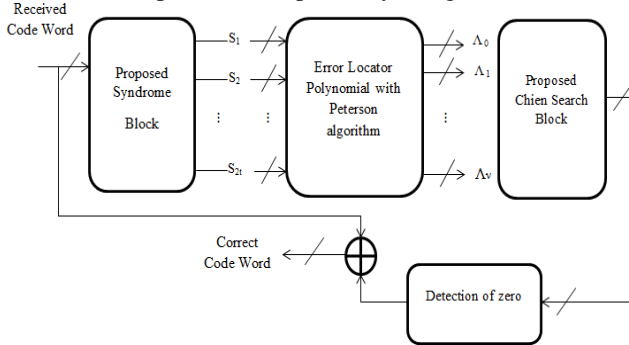 Received
Code Word
Proposed
Syndrome
Block
S1
S2
⋮
S2t
⋮
Error Locator
Polynomial with
Peterson
algorithm
Λ0
Λ1
⋮
Λv
Proposed
Chien Search
Block
Correct
Code Word
Detection of zero